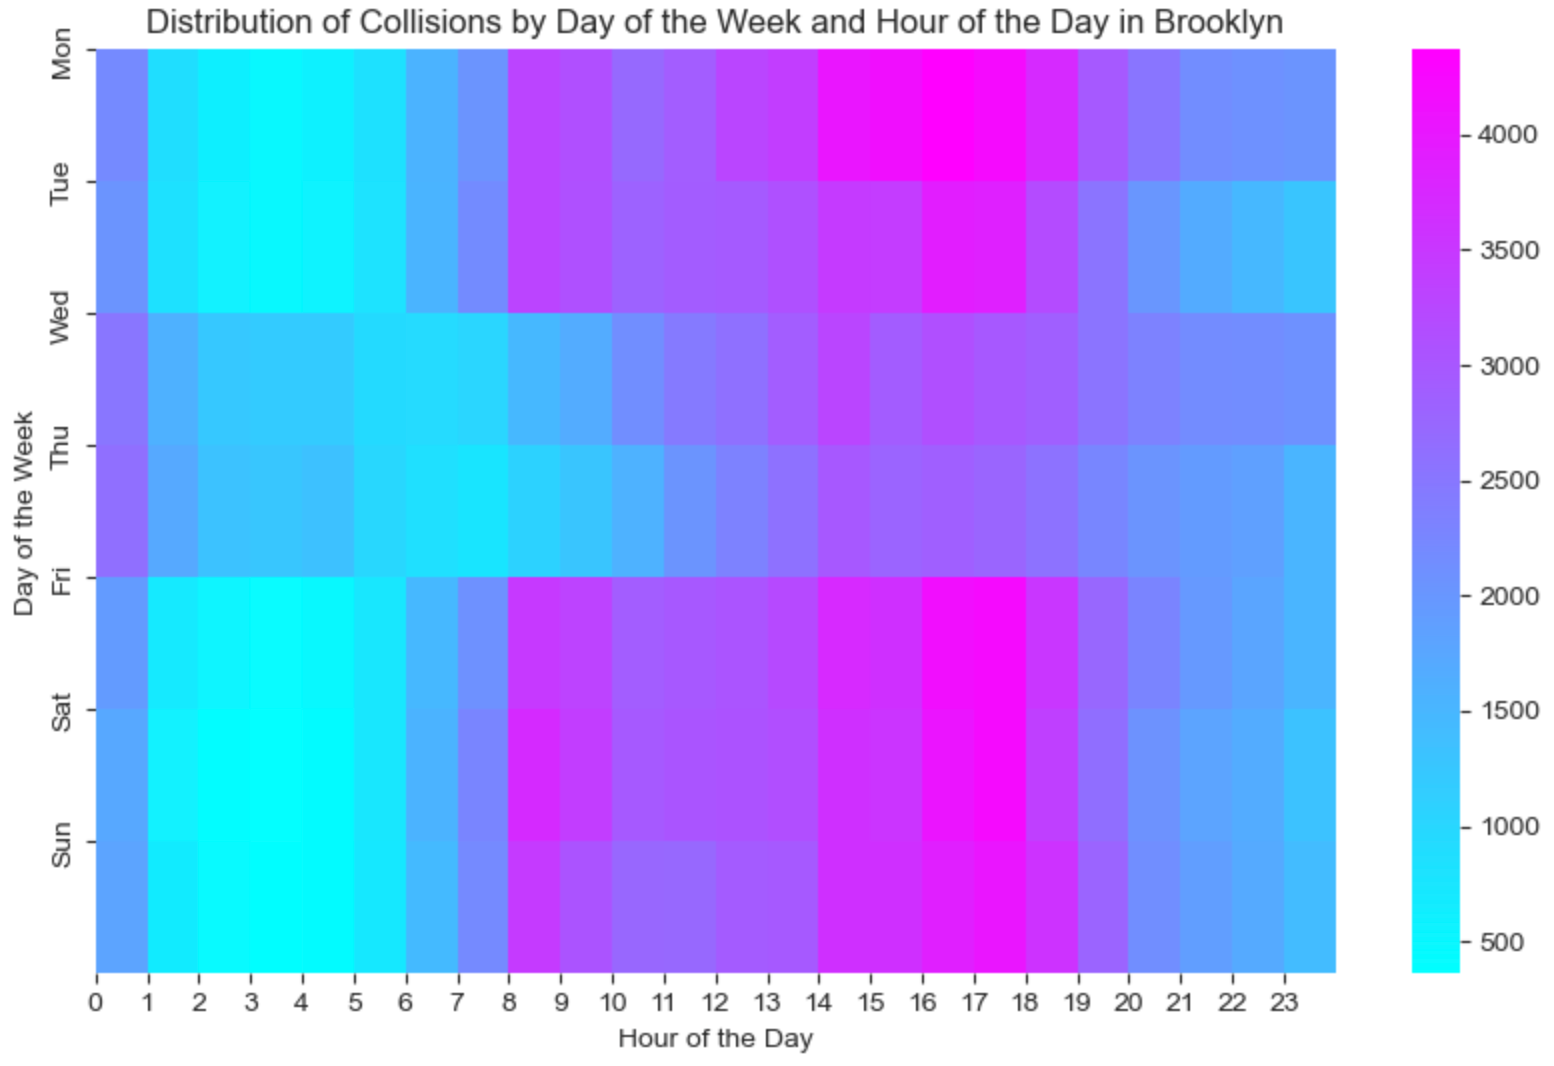 Distribution of Collisions by Day of the Week and Hour of the Day in Brooklyn
Mon
Tue
Wed
Thu
Fri
Sat
Sun
Day of the Week
0 1 2 3 4 5 6 7 8 9 10 11 12 13 14 15 16 17 18 19 20 21 22 23
Hour of the Day
4000
3500
3000
2500
2000
1500
1000
500